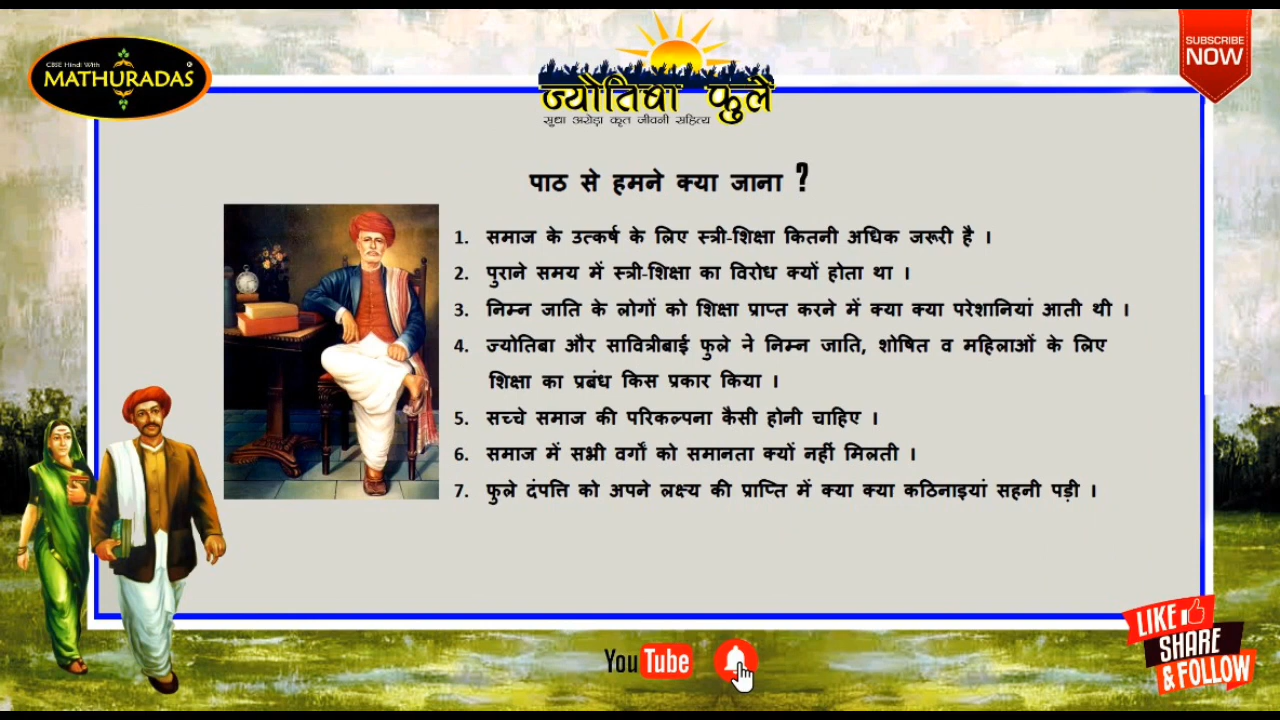 CBSE Hindi With
MATHURADAS
SUBSCRIBE
NOW
ज्योतिबा फुले
सुधा अरोड़ा कृत जीवनी सहित्य
पाठ से हमने क्या जाना ?
1. समाज के उत्कर्ष के लिए स्त्री-शिक्षा कितनी अधिक जरूरी है ।
2. पुराने समय में स्त्री-शिक्षा का विरोध क्यों होता था ।
3. निम्न जाति के लोगों को शिक्षा प्राप्त करने में क्या क्या परेशानियां आती थी ।
4. ज्योतिबा और सावित्रीबाई फुले ने निम्न जाति, शोषित व महिलाओं के लिए
शिक्षा का प्रबंध किस प्रकार किया ।
5. सच्चे समाज की परिकल्पना कैसी होनी चाहिए ।
6. समाज में सभी वर्गों को समानता क्यों नहीं मिलती ।
7. फुले दंपत्ति को अपने लक्ष्य की प्राप्ति में क्या क्या कठिनाइयां सहनी पड़ी ।
YouTube
LIKE
SHARE
& FOLLOW